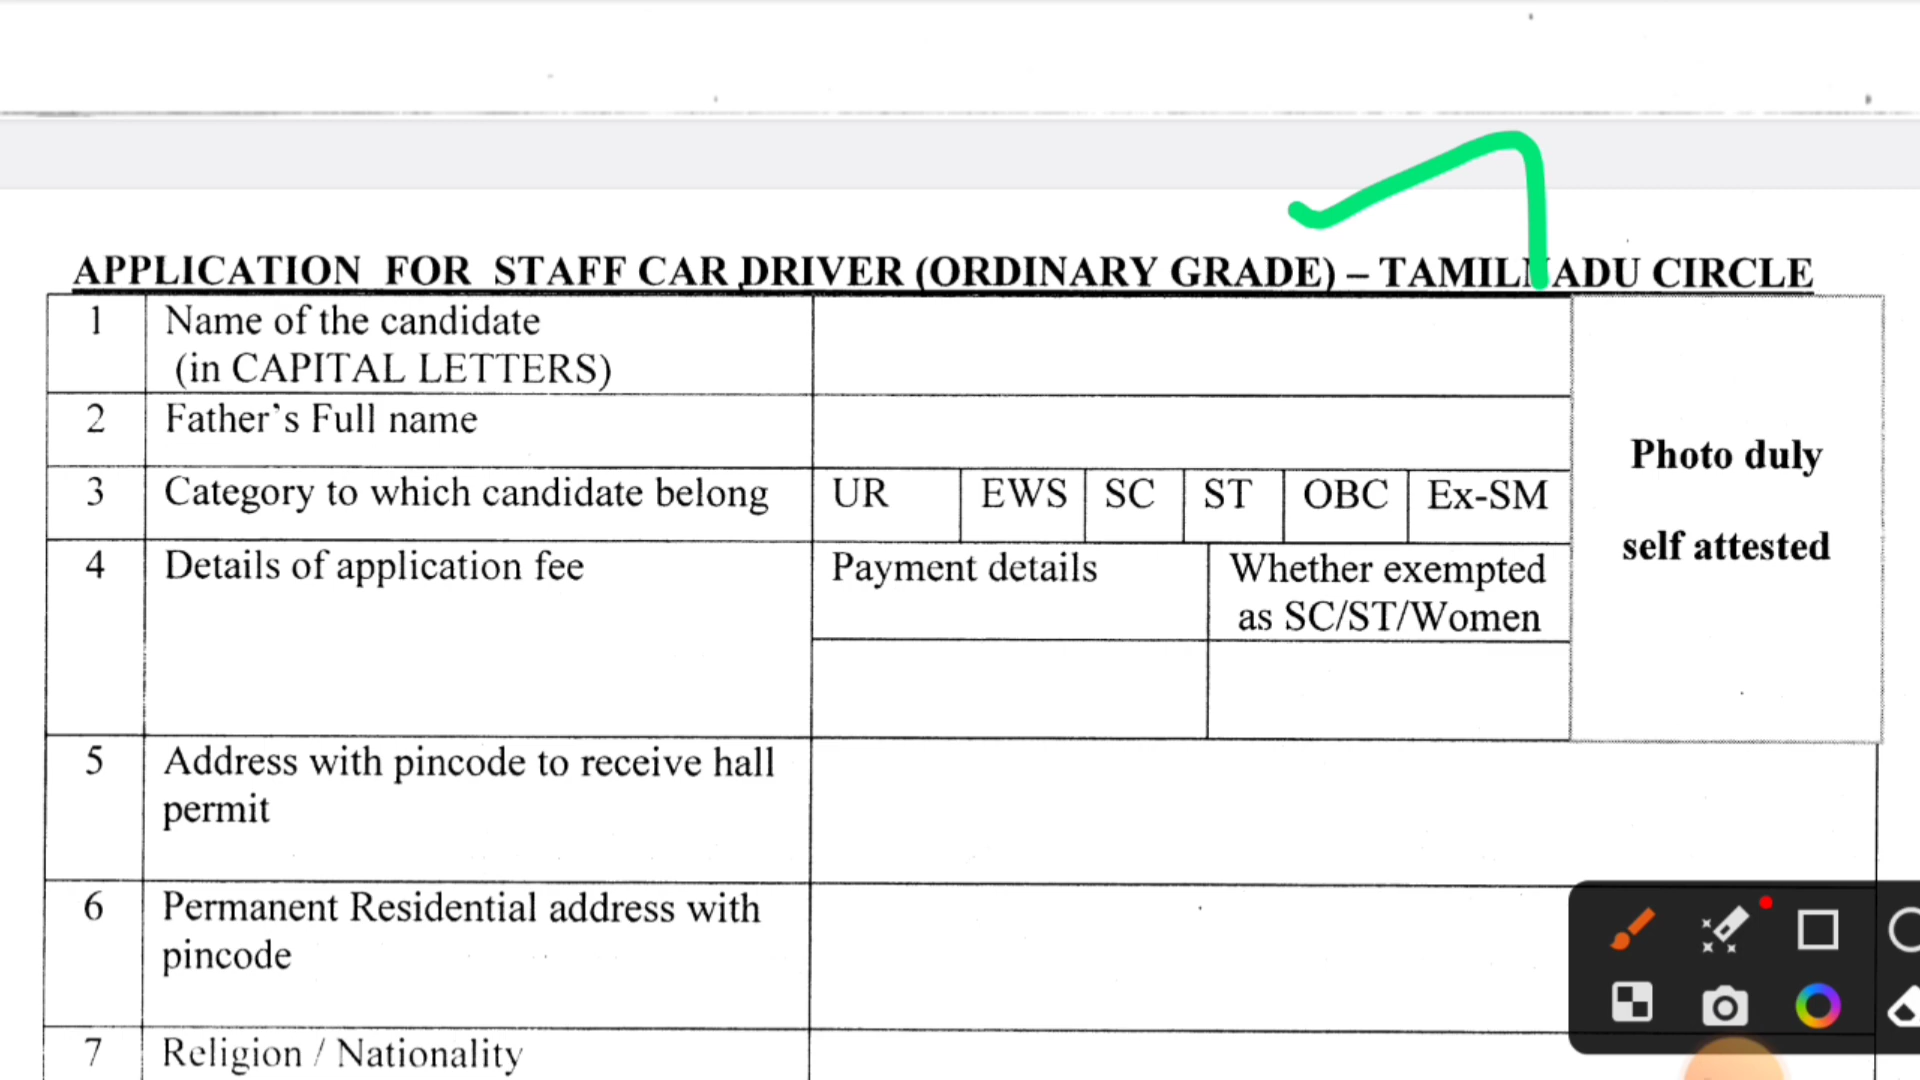 APPLICATION FOR STAFF CAR DRIVER (ORDINARY GRADE) – TAMILNADU CIRCLE
1 Name of the candidate
(in CAPITAL LETTERS)
2 Father's Full name
3 Category to which candidate belong UR EWS SC ST OBC Ex-SM
Photo duly
self attested
4 Details of application fee Payment details Whether exempted
as SC/ST/Women
5 Address with pincode to receive hall
permit
6 Permanent Residential address with
pincode
7 Religion / Nationality